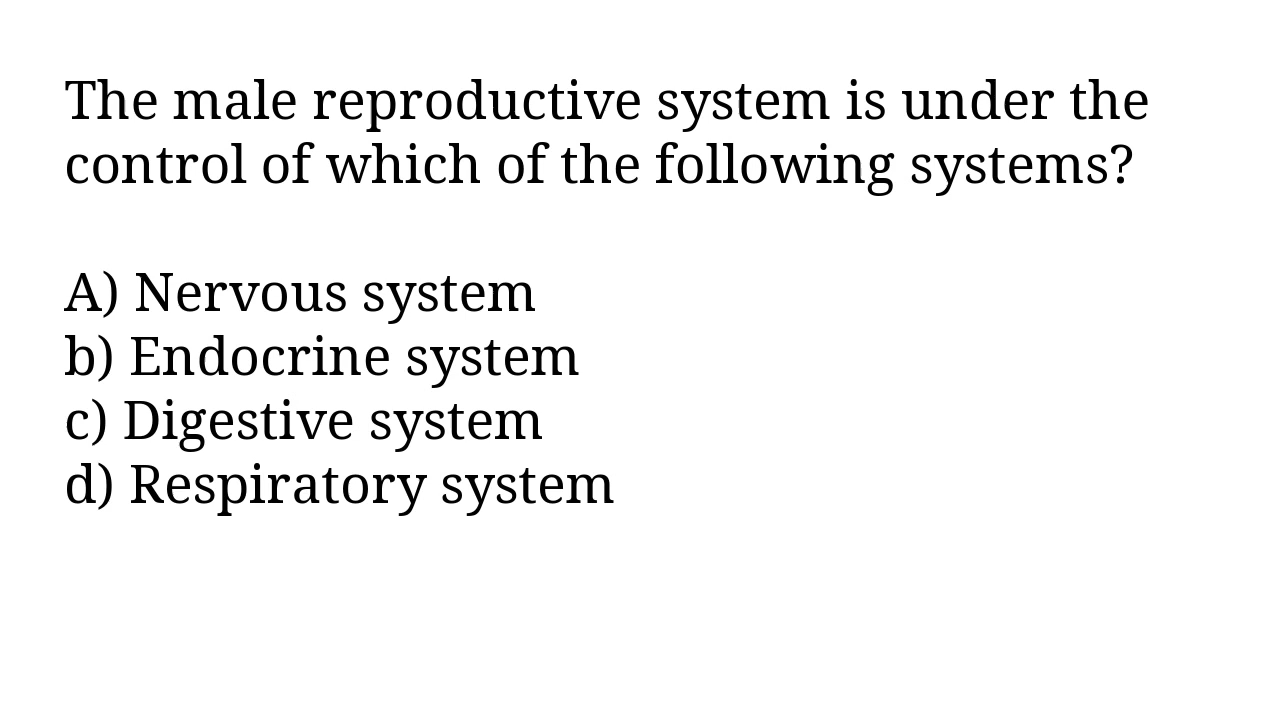 The male reproductive system is under the
control of which of the following systems?
A) Nervous system
b) Endocrine system
c) Digestive system
d) Respiratory system